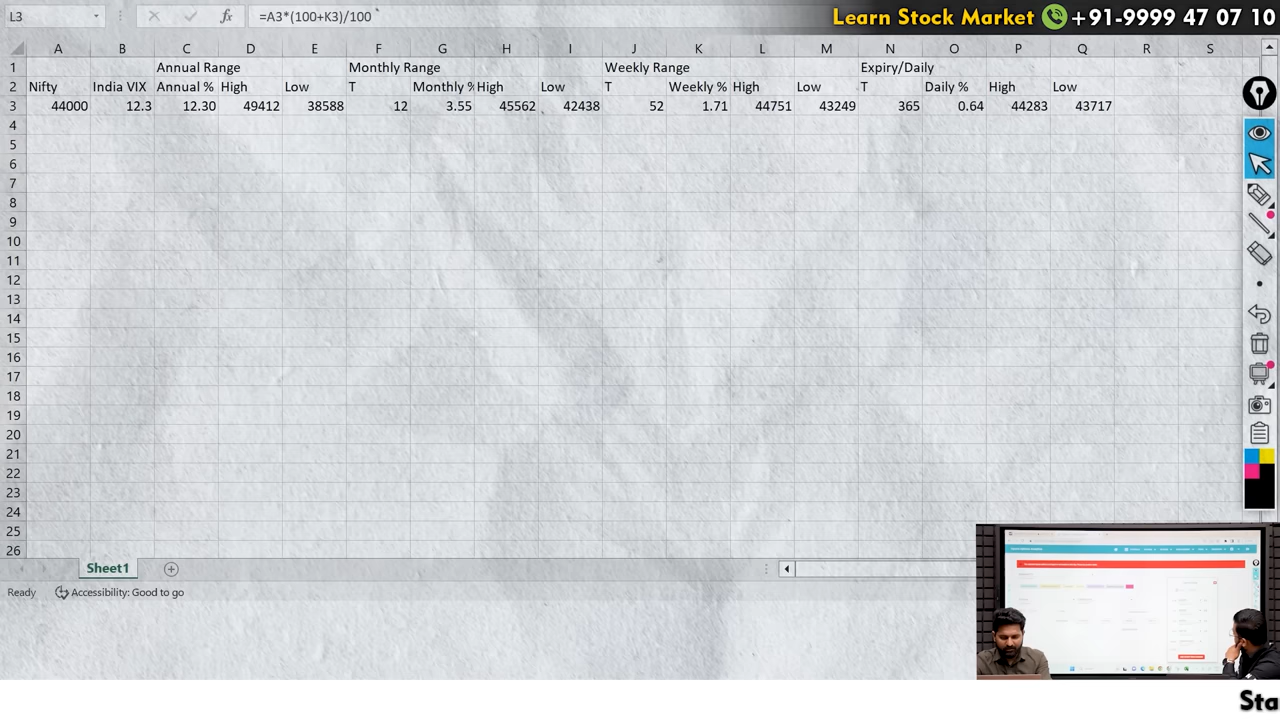 L3 =A3*(100+K3)/100 `
Learn Stock Market +91-9999 47 07 10
A B C D E F G H I J K L M N O P Q R S
1 Annual Range Monthly Range Weekly Range Expiry/Daily
2 Nifty India VIX Annual % High Low T Monthly % High Low T Weekly % High Low T Daily % High Low
3 44000 12.3 12.30 49412 38588 12 3.55 45562 42438 52 1.71 44751 43249 365 0.64 44283 43717
4
5
6
7
8
9
10
11
12
13
14
15
16
17
18
19
20
21
22
23
24
25
26
Sheet1
Ready Accessibility: Good to go
Sta